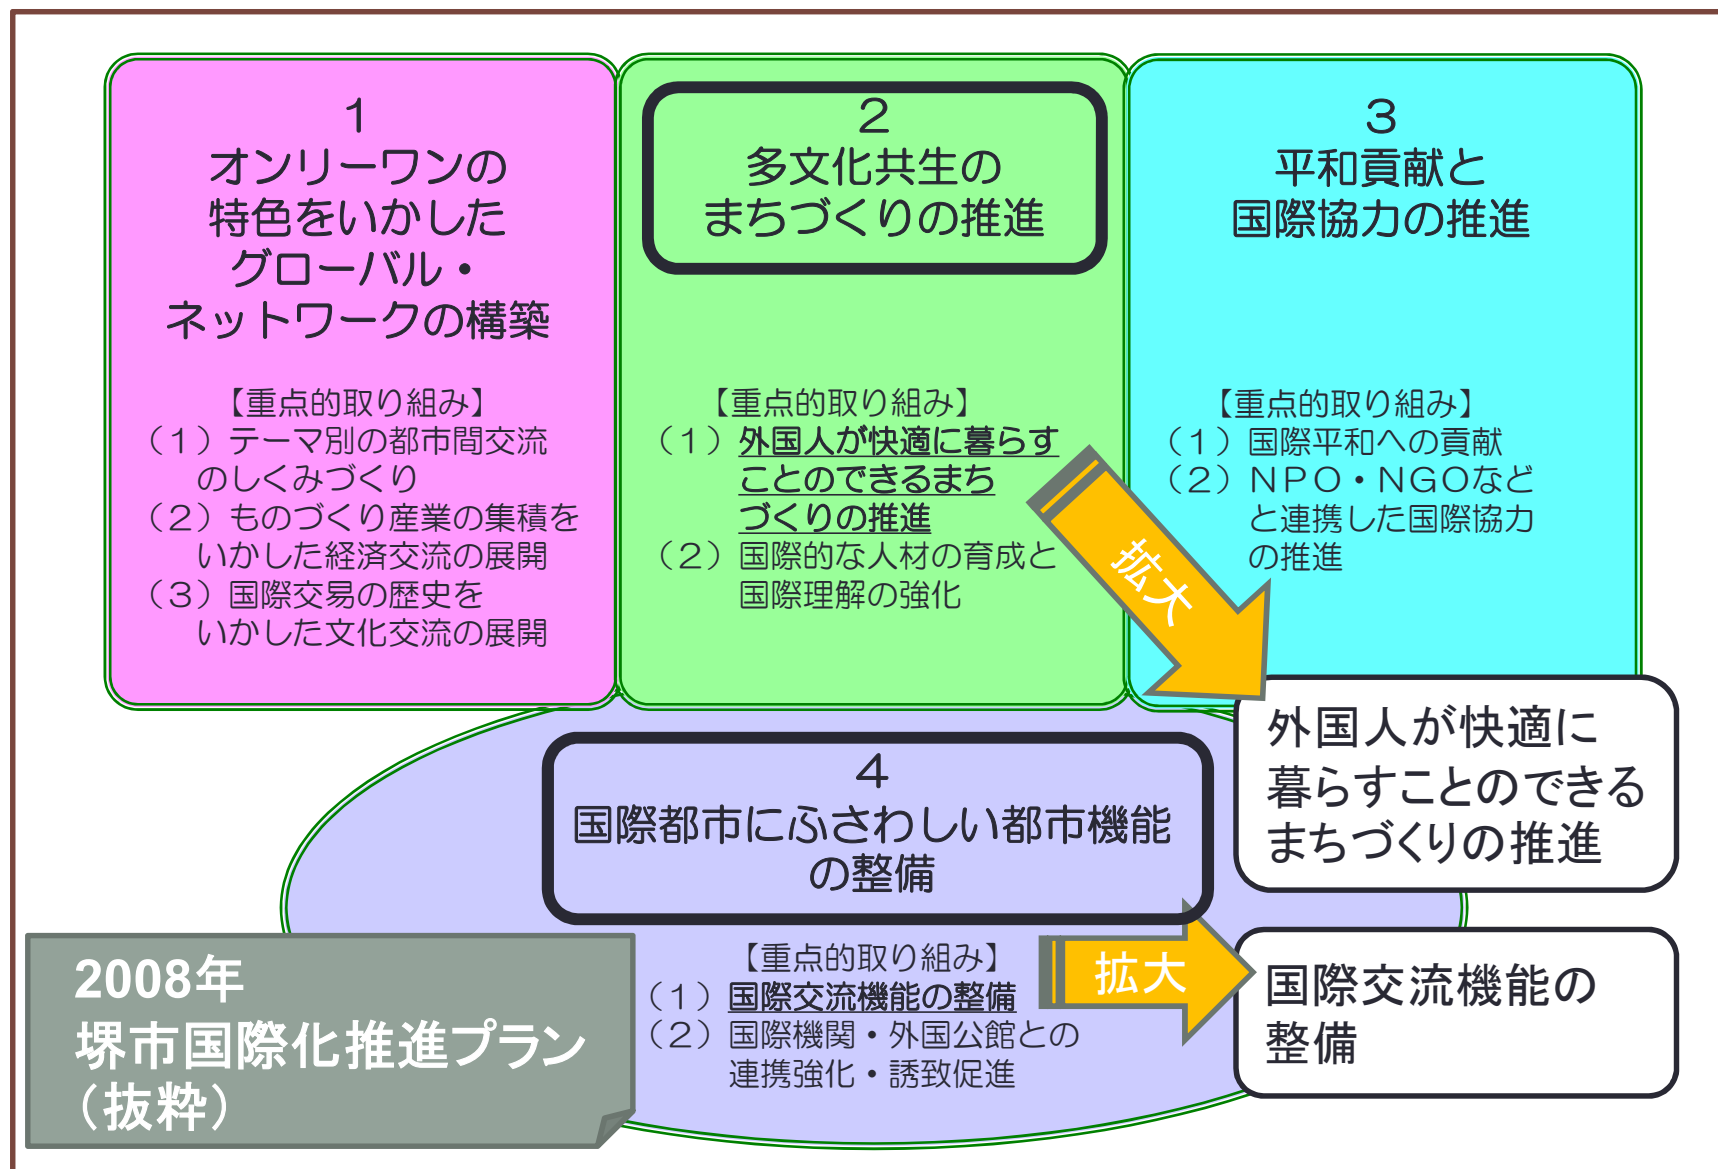 1
オンリーワンの
特色をいかした
グローバル・
ネットワークの構築
【重点的取り組み】
（１）テーマ別の都市間交流
のしくみづくり
（２）ものづくり産業の集積を
いかした経済交流の展開
（３）国際交易の歴史を
いかした文化交流の展開
2
多文化共生の
まちづくりの推進
【重点的取り組み】
（１）外国人が快適に暮らす
ことのできるまち
づくりの推進
（２）国際的な人材の育成と
国際理解の強化
3
平和貢献と
国際協力の推進
【重点的取り組み】
（１）国際平和への貢献
（２）ＮＰＯ・ＮＧＯなど
と連携した国際協力
の推進
拡大
外国人が快適に
暮らすことのできる
まちづくりの推進
4
国際都市にふさわしい都市機能
の整備
【重点的取り組み】
（１）国際交流機能の整備
（２）国際機関・外国公館との
連携強化・誘致促進
拡大
国際交流機能の
整備
2008年
堺市国際化推進プラン
（抜粋）